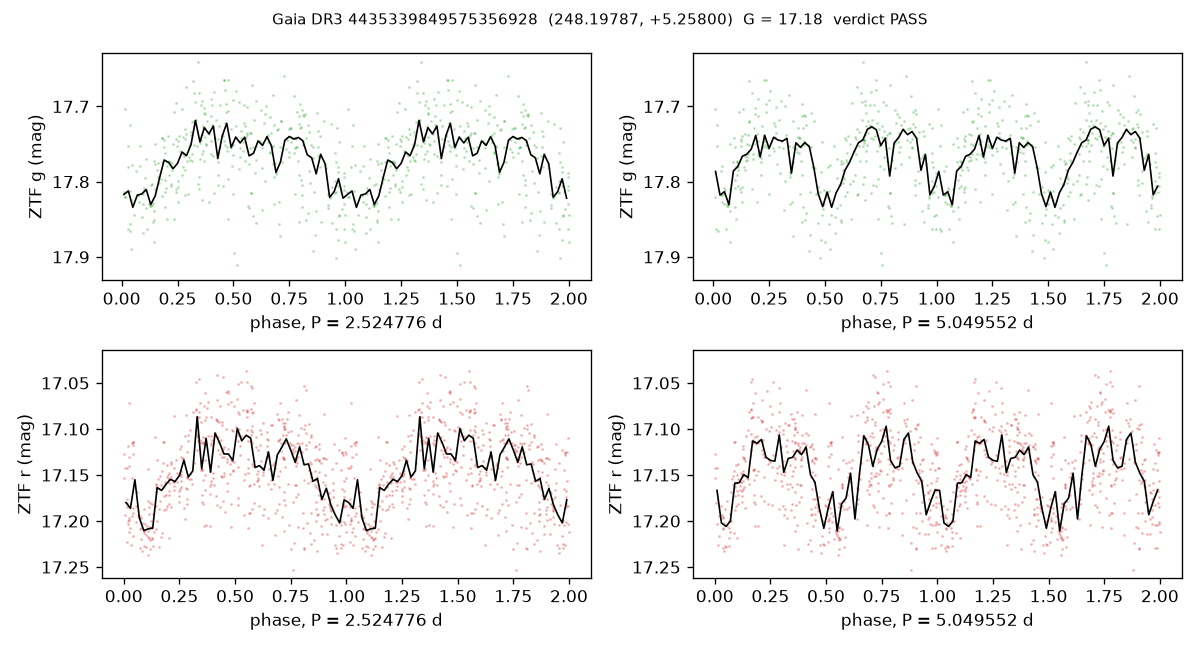 Gaia DR3 4435339849575356928 (248.19787, +5.25800) G = 17.18 verdict PASS
ZTF g (mag)
17.7
17.8
17.9
0.00 0.25 0.50 0.75 1.00 1.25 1.50 1.75 2.00
phase, P = 2.524776 d
ZTF g (mag)
17.7
17.8
17.9
0.00 0.25 0.50 0.75 1.00 1.25 1.50 1.75 2.00
phase, P = 5.049552 d
ZTF r (mag)
17.05
17.10
17.15
17.20
17.25
0.00 0.25 0.50 0.75 1.00 1.25 1.50 1.75 2.00
phase, P = 2.524776 d
ZTF r (mag)
17.05
17.10
17.15
17.20
17.25
0.00 0.25 0.50 0.75 1.00 1.25 1.50 1.75 2.00
phase, P = 5.049552 d